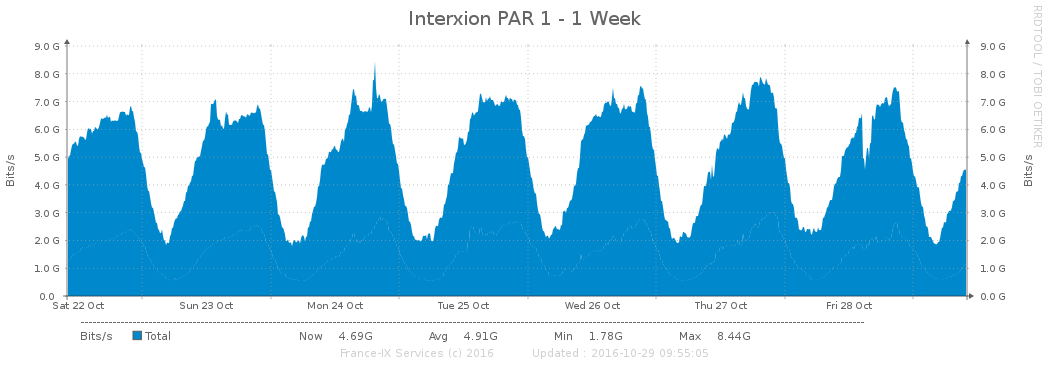 Interxion PAR 1 - 1 Week
RRDTOOL / TOBI OETIKER
Bits/s
9.0 G 9.0 G
8.0 G 8.0 G
7.0 G 7.0 G
6.0 G 6.0 G
5.0 G 5.0 G
4.0 G 4.0 G
3.0 G 3.0 G
2.0 G 2.0 G
1.0 G 1.0 G
0.0 0.0 G
Bits/s
Sat 22 Oct Sun 23 Oct Mon 24 Oct Tue 25 Oct Wed 26 Oct Thu 27 Oct Fri 28 Oct
Bits/s Total Now 4.69G Avg 4.91G Min 1.78G Max 8.44G
France-IX Services (c) 2016 Updated : 2016-10-29 09:55:05